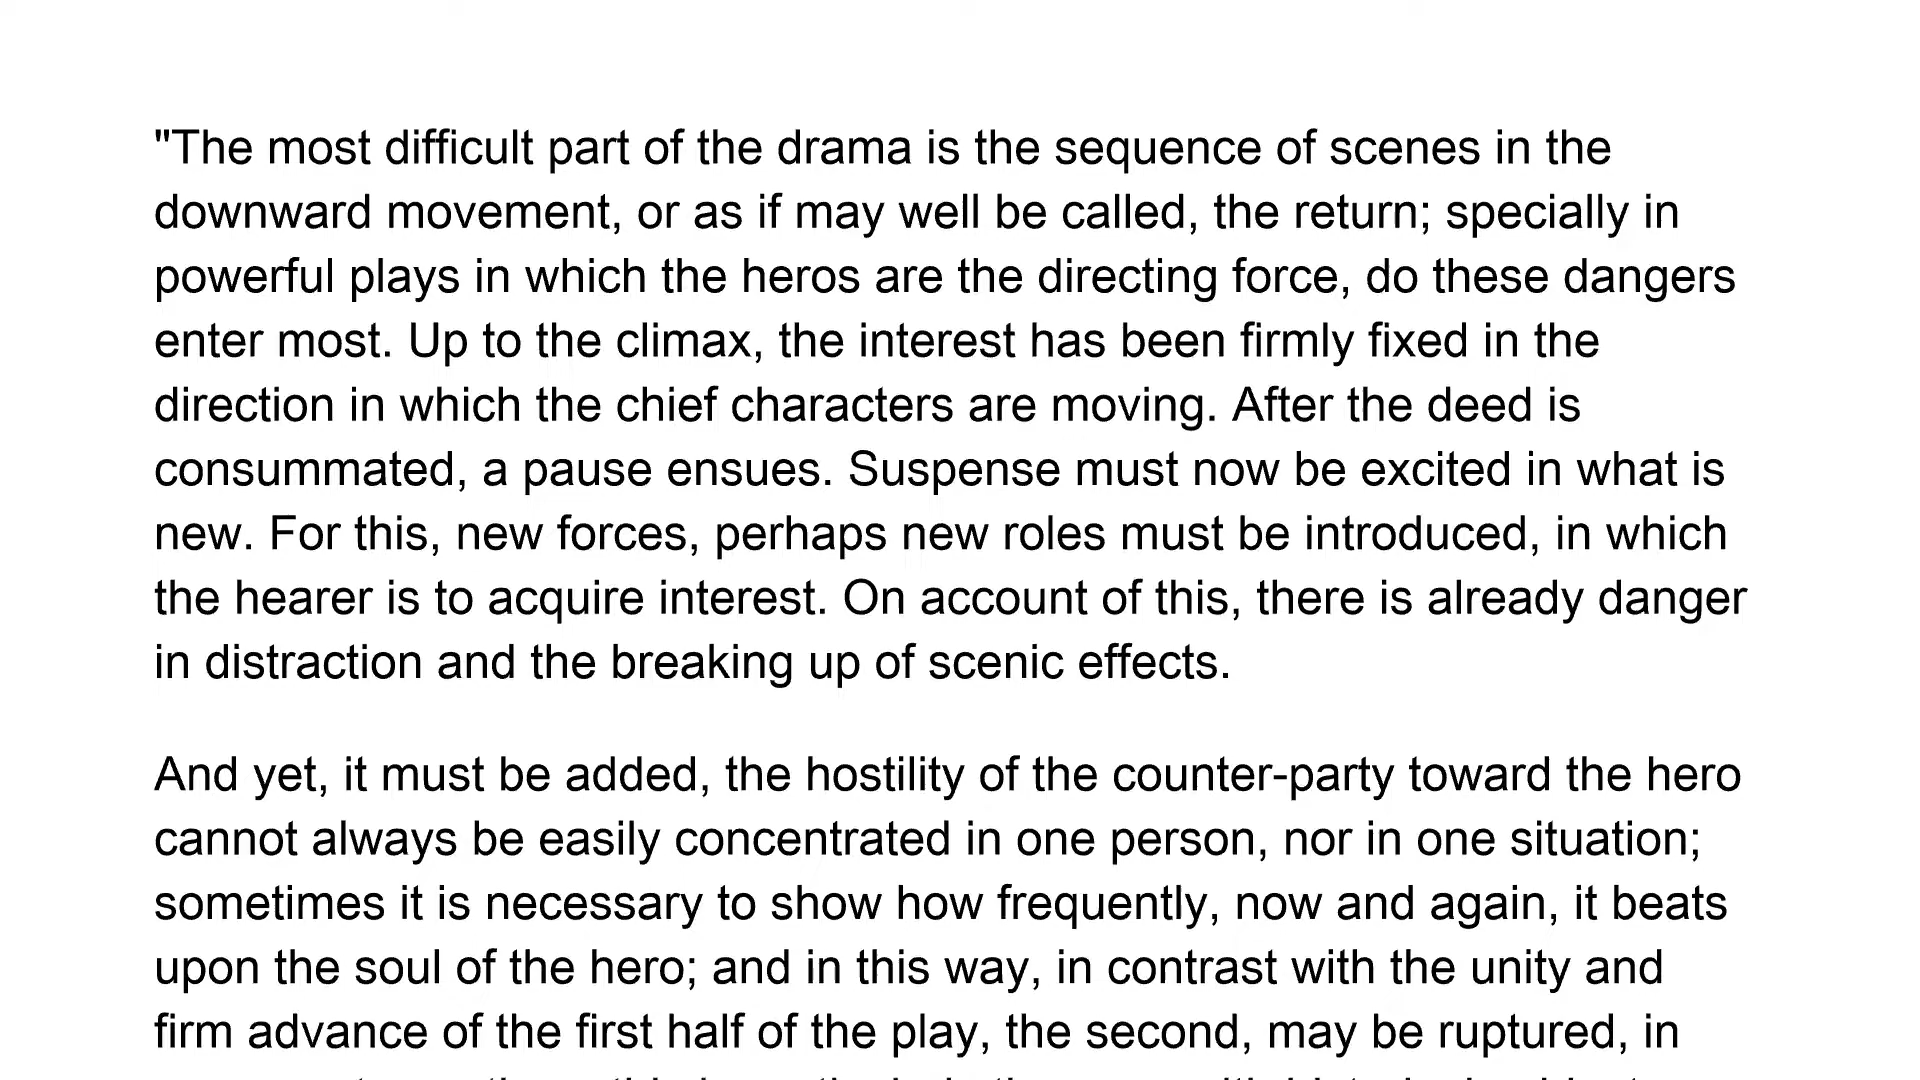 "The most difficult part of the drama is the sequence of scenes in the
downward movement, or as if may well be called, the return; specially in
powerful plays in which the heros are the directing force, do these dangers
enter most. Up to the climax, the interest has been firmly fixed in the
direction in which the chief characters are moving. After the deed is
consummated, a pause ensues. Suspense must now be excited in what is
new. For this, new forces, perhaps new roles must be introduced, in which
the hearer is to acquire interest. On account of this, there is already danger
in distraction and the breaking up of scenic effects.
And yet, it must be added, the hostility of the counter-party toward the hero
cannot always be easily concentrated in one person, nor in one situation;
sometimes it is necessary to show how frequently, now and again, it beats
upon the soul of the hero; and in this way, in contrast with the unity and
firm advance of the first half of the play, the second, may be ruptured, in